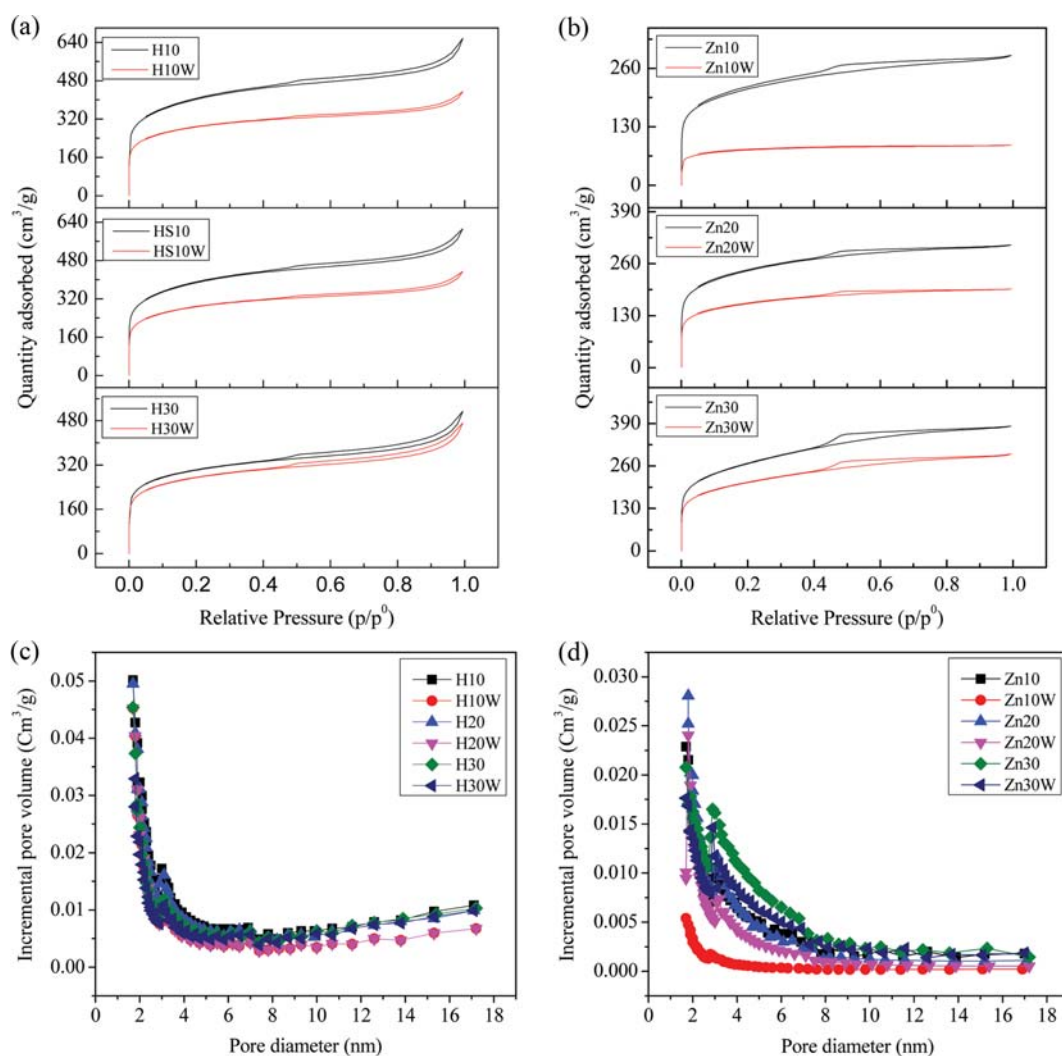 (a)
640
480
320
160
0
H10
H10W
640
480
320
160
0
HS10
HS10W
480
320
160
0
H30
H30W
Quantity adsorbed (cm³/g)
0.0 0.2 0.4 0.6 0.8 1.0
Relative Pressure (p/p⁰)
(b)
260
130
0
Zn10
Zn10W
390
260
130
0
Zn20
Zn20W
390
260
130
0
Zn30
Zn30W
Quantity adsorbed (cm³/g)
0.0 0.2 0.4 0.6 0.8 1.0
Relative Pressure (p/p⁰)
(c)
0.05
0.04
0.03
0.02
0.01
0.00
Incremental pore volume (Cm³/g)
H10
H10W
H20
H20W
H30
H30W
0 2 4 6 8 10 12 14 16 18
Pore diameter (nm)
(d)
0.030
0.025
0.020
0.015
0.010
0.005
0.000
Incremental pore volume (Cm³/g)
Zn10
Zn10W
Zn20
Zn20W
Zn30
Zn30W
0 2 4 6 8 10 12 14 16 18
Pore diameter (nm)